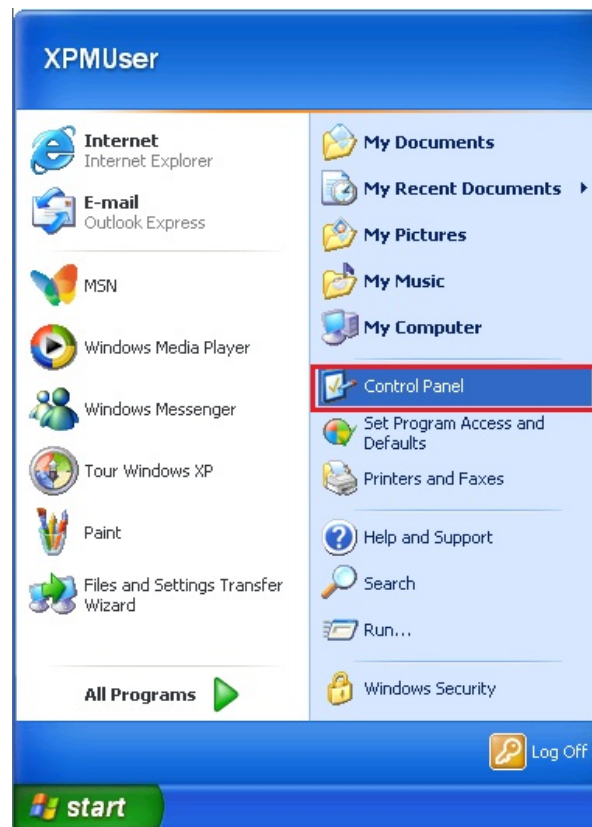 XPMUser
Internet
Internet Explorer
E-mail
Outlook Express
MSN
Windows Media Player
Windows Messenger
Tour Windows XP
Paint
Files and Settings Transfer
Wizard
All Programs
My Documents
My Recent Documents
My Pictures
My Music
My Computer
Control Panel
Set Program Access and
Defaults
Printers and Faxes
Help and Support
Search
Run...
Windows Security
Log Off
start